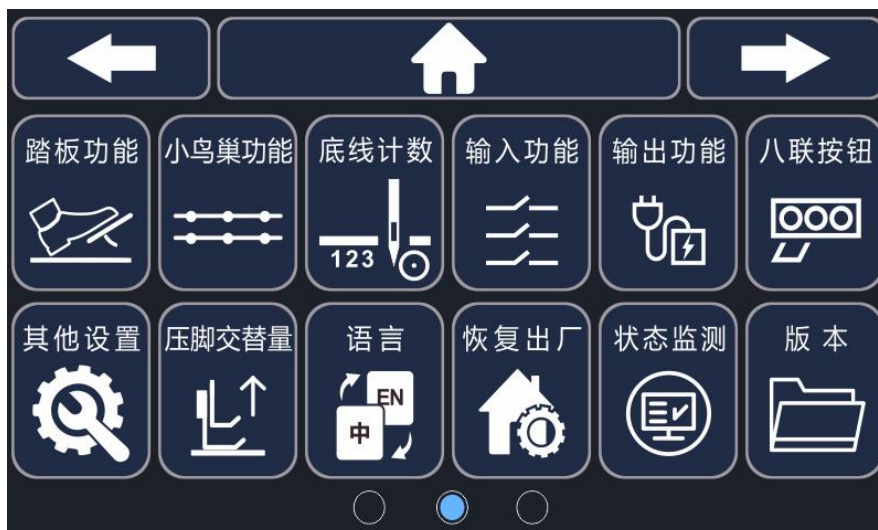 踏板功能
小鸟巢功能
底线计数
输入功能
输出功能
八联按钮
123
其他设置
压脚交替量
语言
恢复出厂
状态监测
版本
EN
中